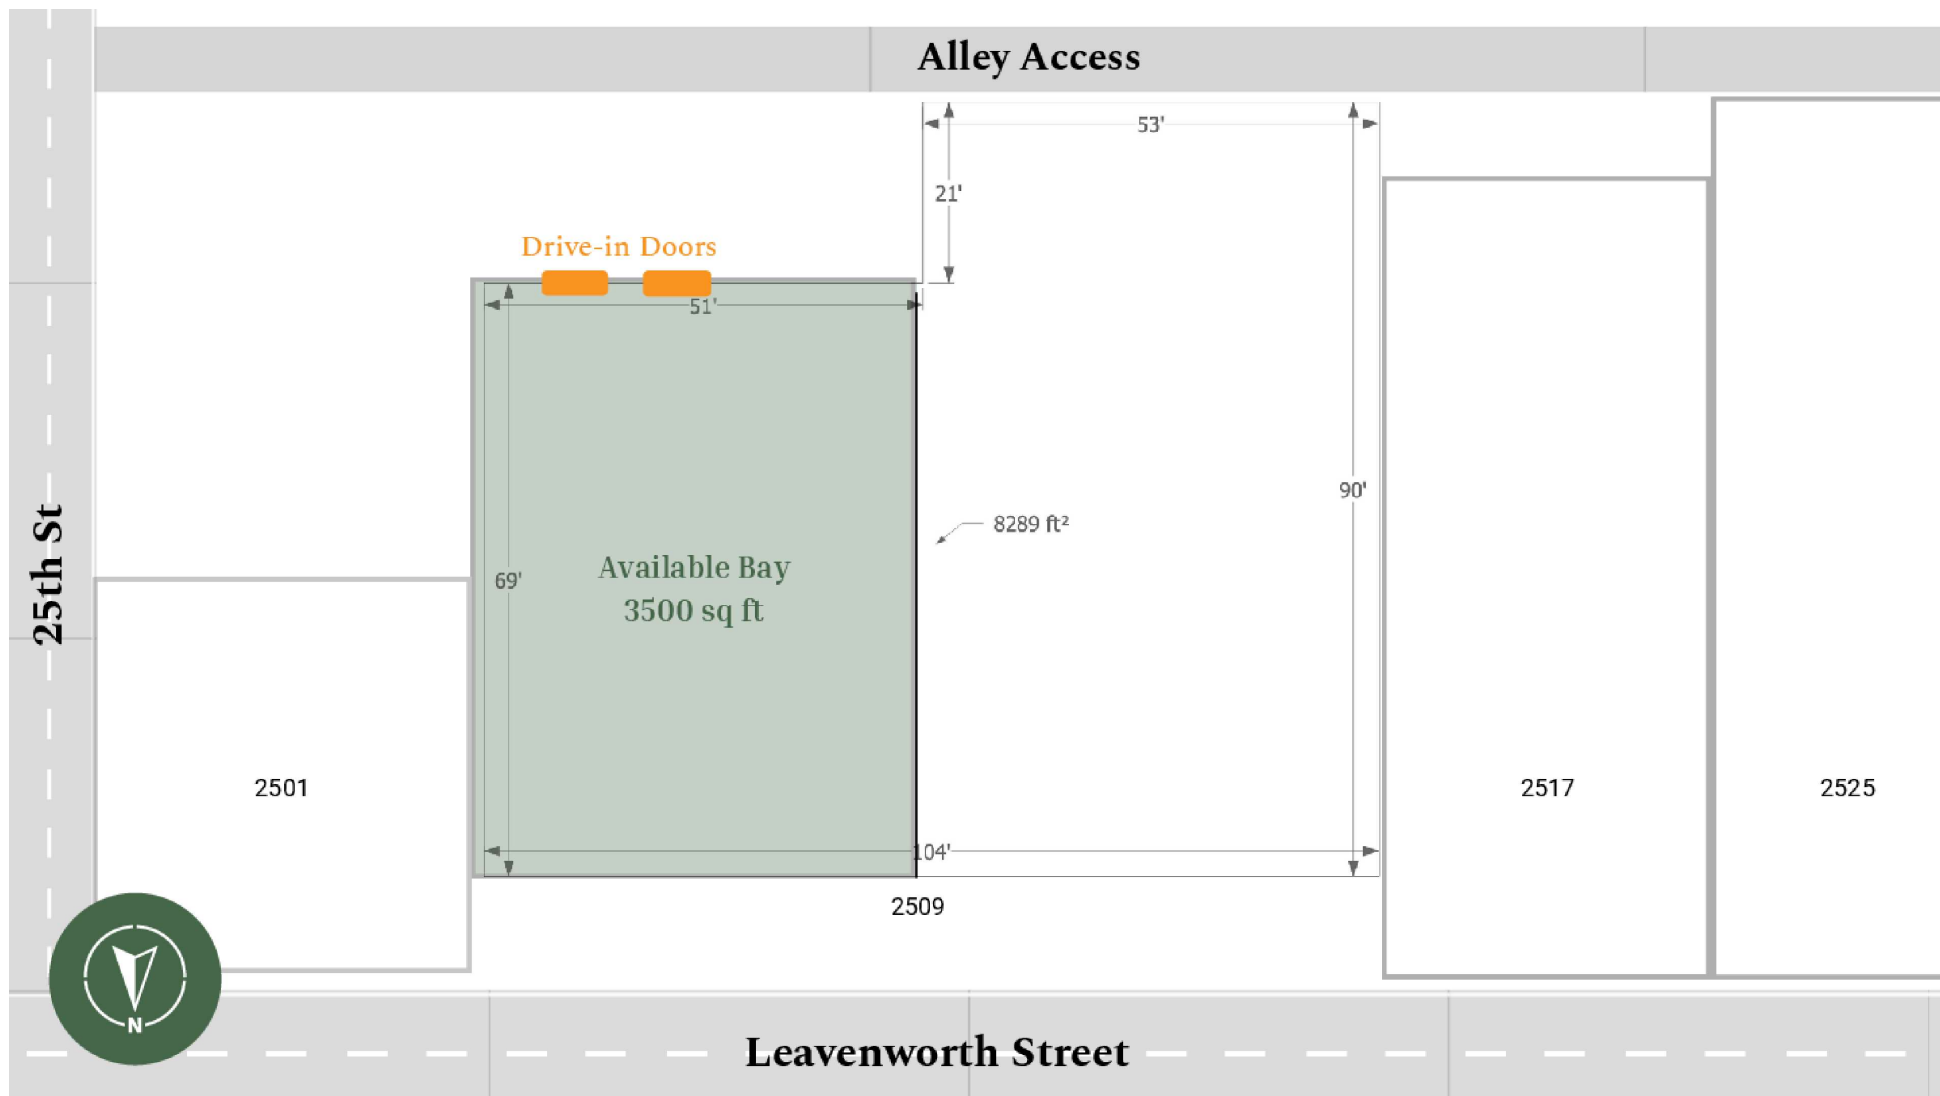 Alley Access
53'
21'
Drive-in Doors
51'
90'
25th St
8289 ft²
Available Bay
3500 sq ft
69'
2501
2517
2525
104'
2509
N
Leavenworth Street